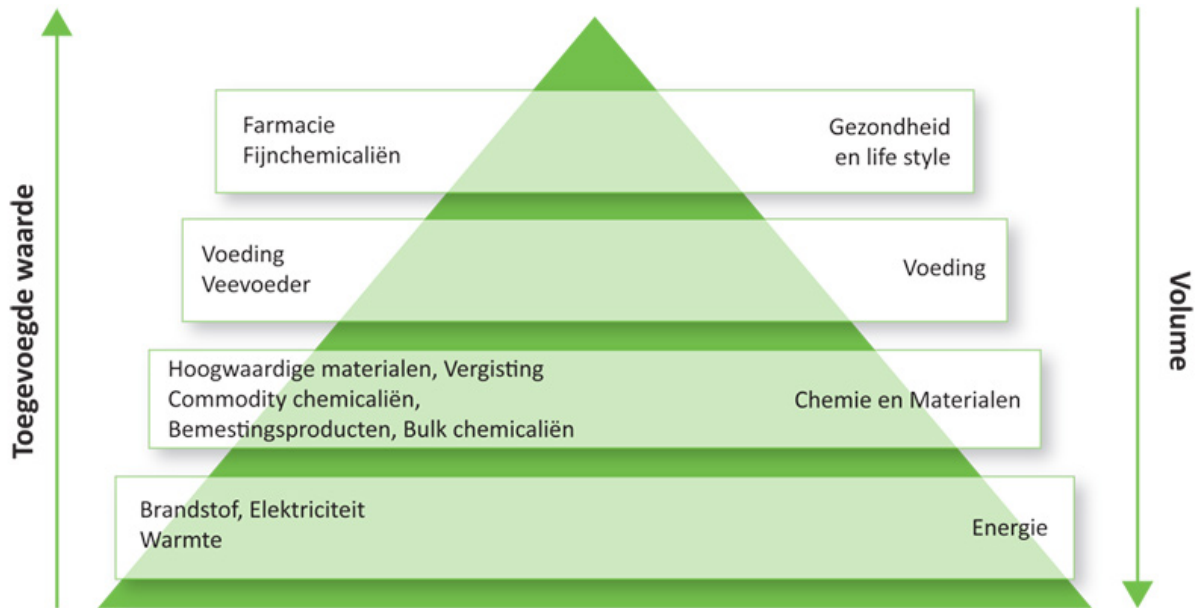 Toegevoegde waarde
Farmacie
Fijnchemicaliën
Gezondheid
en life style
Voeding
Veevoeder
Voeding
Hoogwaardige materialen, Vergisting
Commodity chemicaliën,
Bemestingsproducten, Bulk chemicaliën
Chemie en Materialen
Brandstof, Elektriciteit
Warmte
Energie
Volume